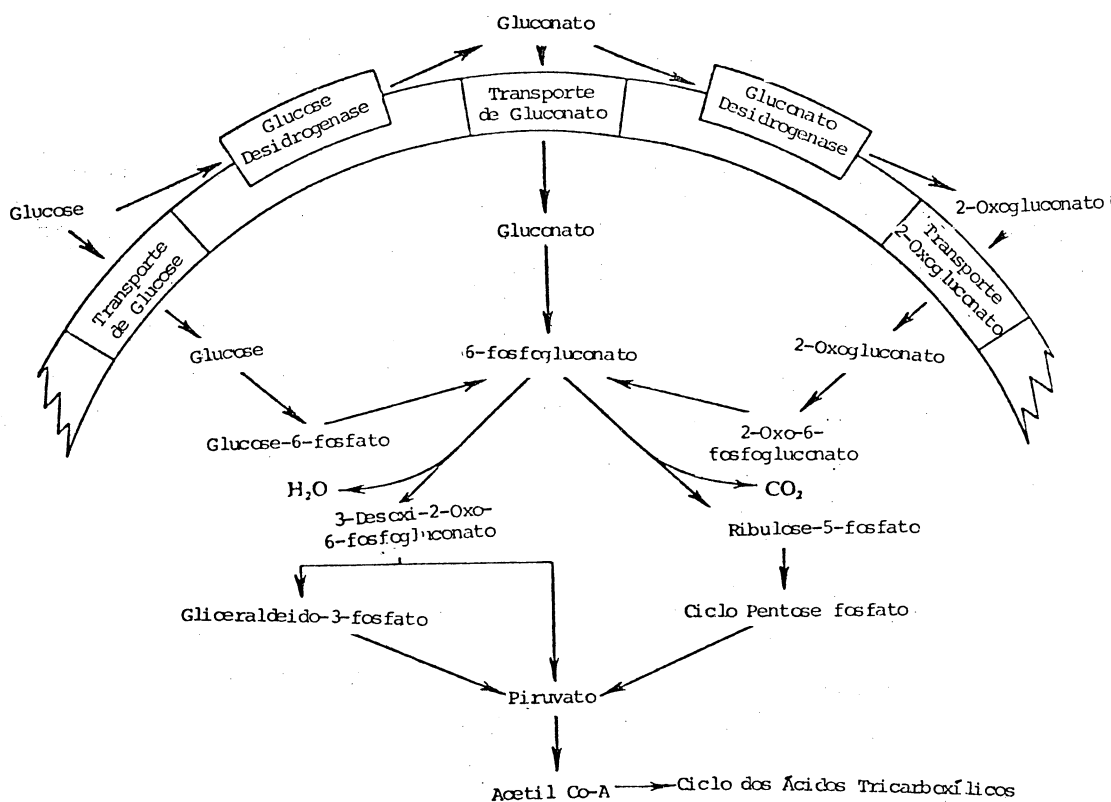 Gluconato
Glucose
Desidrogenase
Transporte
de Gluconato
Gluconato
Desidrogenase
Glucose
2-Oxogluconato
Transporte
de Glucose
Gluconato
Transporte
2-Oxogluconato
Glucose
6-fosfogluconato
2-Oxogluconato
Glucose-6-fosfato
2-Oxo-6-
fosfogluconato
H₂O
CO₂
3-Desoxi-2-Oxo-
6-fosfogluconato
Ribulose-5-fosfato
Gliceraldeido-3-fosfato
Ciclo Pentose fosfato
Piruvato
Acetil Co-A
Ciclo dos Ácidos Tricarboxílicos